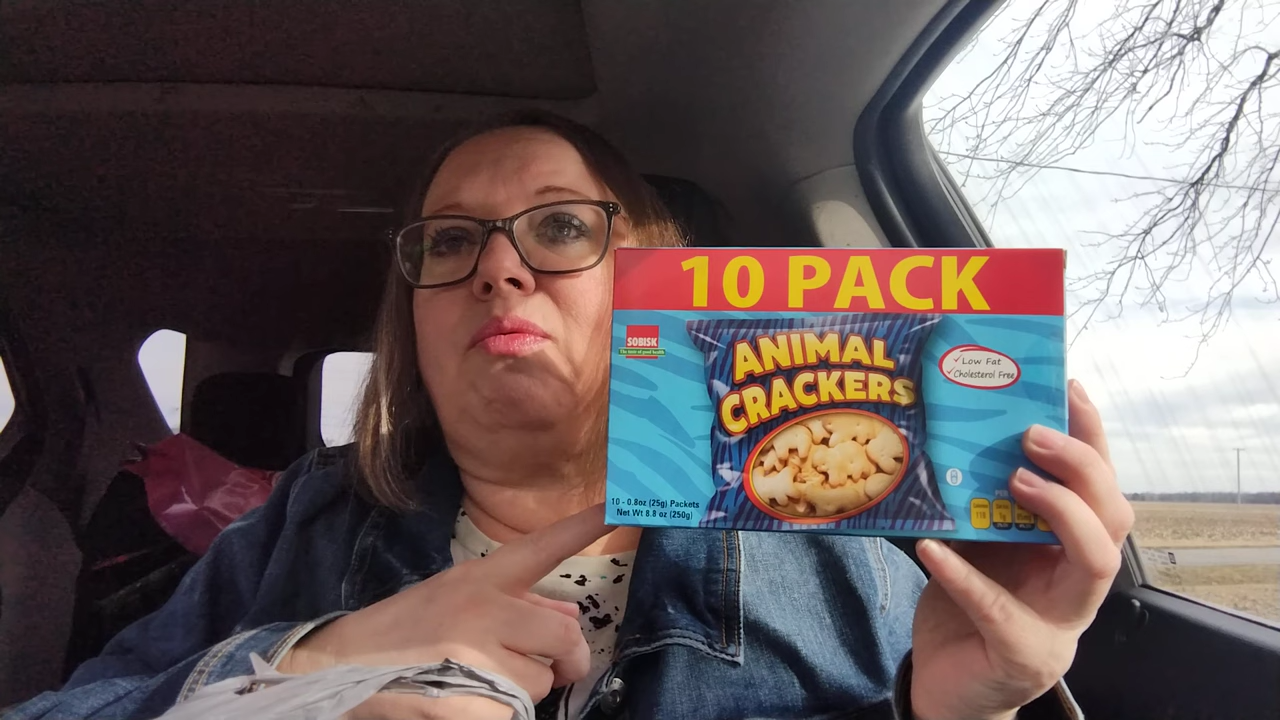 10 PACK
SOBISK
The taste of good health
ANIMAL
CRACKERS
Low Fat
Cholesterol Free
10 - 0.8oz (25g) Packets
Net Wt 8.8 oz (250g)